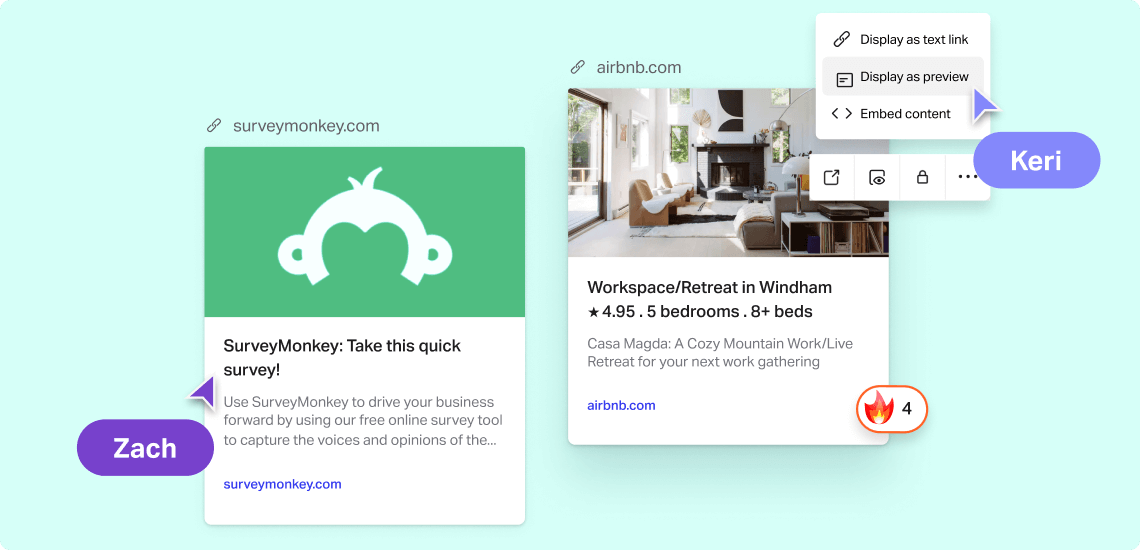 surveymonkey.com
SurveyMonkey: Take this quick
survey!
Use SurveyMonkey to drive your business
forward by using our free online survey tool
to capture the voices and opinions of the...
surveymonkey.com
Zach
airbnb.com
Workspace/Retreat in Windham
★ 4.95 . 5 bedrooms . 8+ beds
Casa Magda: A Cozy Mountain Work/Live
Retreat for your next work gathering
airbnb.com
4
Display as text link
Display as preview
Embed content
Keri